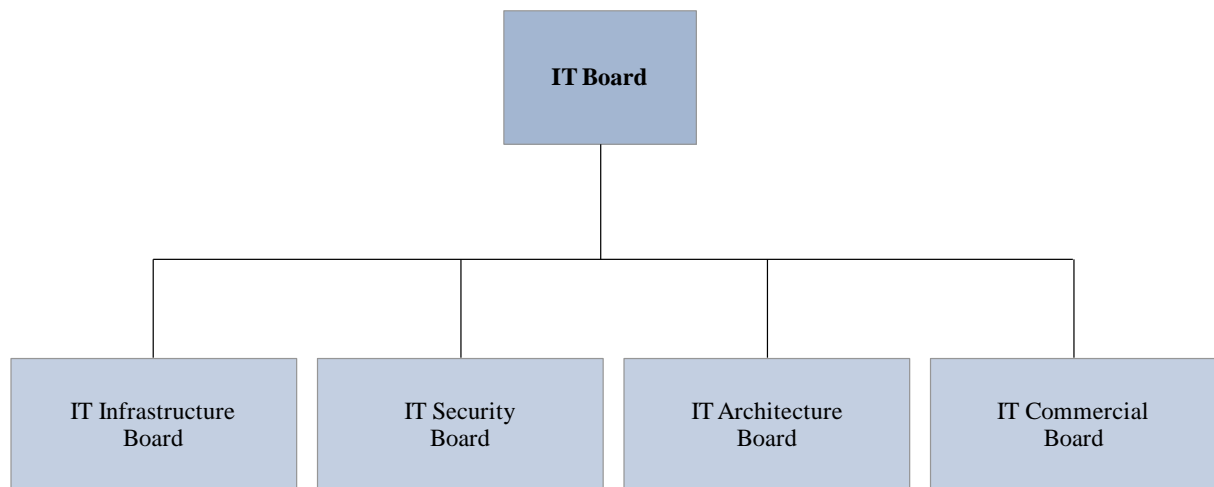 IT Board
IT Infrastructure
Board
IT Security
Board
IT Architecture
Board
IT Commercial
Board